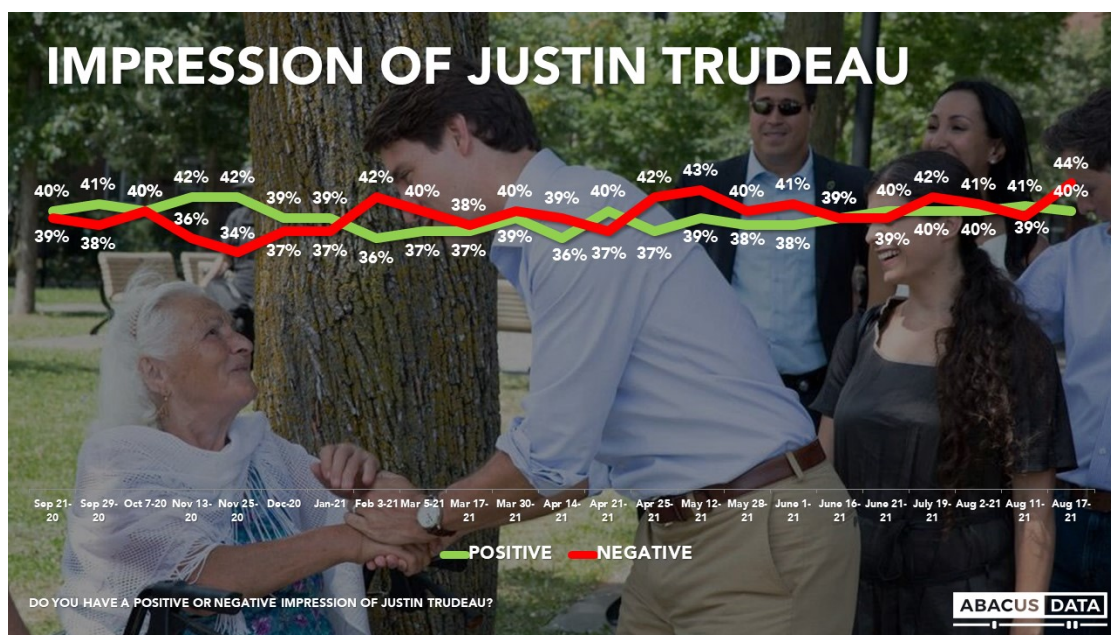 IMPRESSION OF JUSTIN TRUDEAU
40% 41% 40% 42% 42% 39% 39% 42% 40% 38% 40% 39% 40% 42% 43% 40% 41% 39% 40% 42% 41% 41% 44%
40%
39% 38% 36% 34% 37% 37% 36% 37% 37% 39% 36% 37% 37% 39% 38% 38% 39% 40% 40% 39%
Sep 21-20 Sep 29-20 Oct 7-20 Nov 13-20 Nov 25-20 Dec-20 Jan-21 Feb 3-21 Mar 5-21 Mar 17-21 Mar 30-21 Apr 14-21 Apr 21-21 Apr 25-21 May 12-21 May 28-21 June 1-21 June 16-21 June 21-21 July 19-21 Aug 2-21 Aug 11-21 Aug 17-21
POSITIVE NEGATIVE
DO YOU HAVE A POSITIVE OR NEGATIVE IMPRESSION OF JUSTIN TRUDEAU?
ABACUS DATA